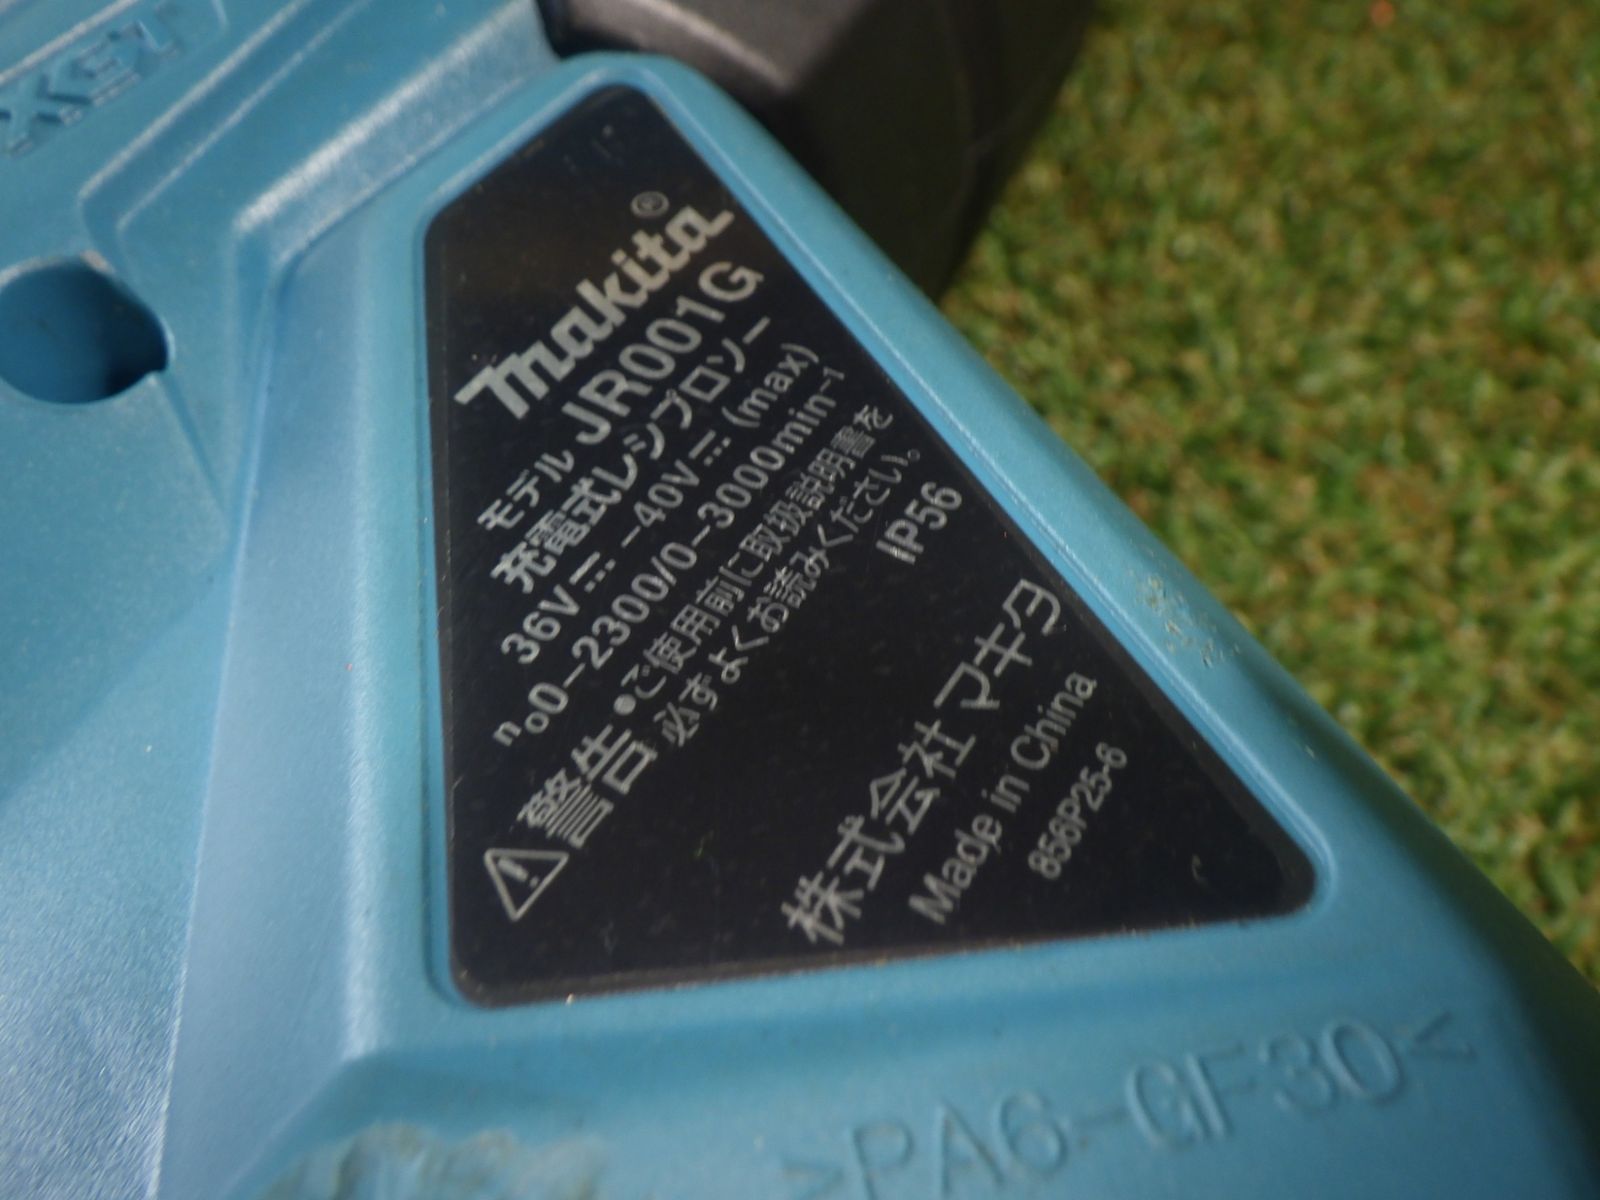 XGT
makita®
モデル JR001G
充電式レシプロソー
36V⎓ -40V⎓ (max)
n₀0-2300/0-3000min⁻¹
⚠警告 ●ご使用前に取扱説明書を
必ずよくお読みください。
IP56
株式会社 マキタ
Made in China
856P25-6
>PA6-GF30<